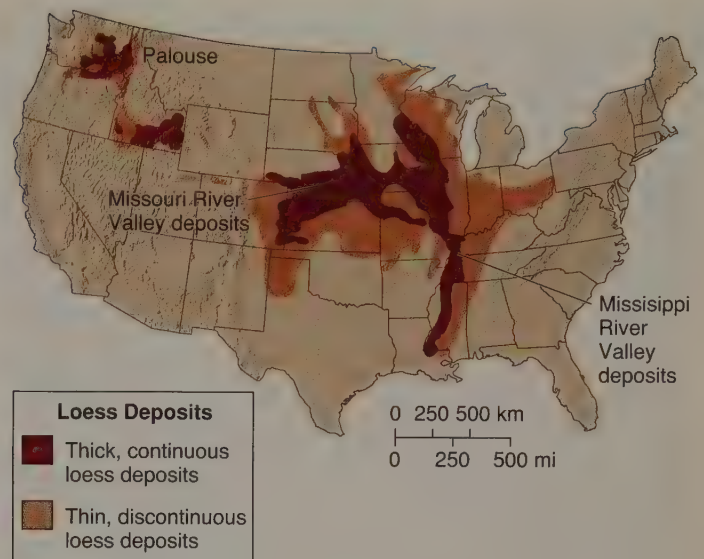 Palouse
Missouri River
Valley deposits
Missisippi
River
Valley
deposits
Loess Deposits
Thick, continuous
loess deposits
Thin, discontinuous
loess deposits
0 250 500 km
0 250 500 mi